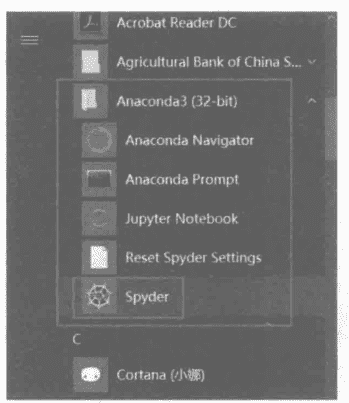 Acrobat Reader DC
Agricultural Bank of China S...
Anaconda3 (32-bit)
Anaconda Navigator
Anaconda Prompt
Jupyter Notebook
Reset Spyder Settings
Spyder
C
Cortana (小娜)